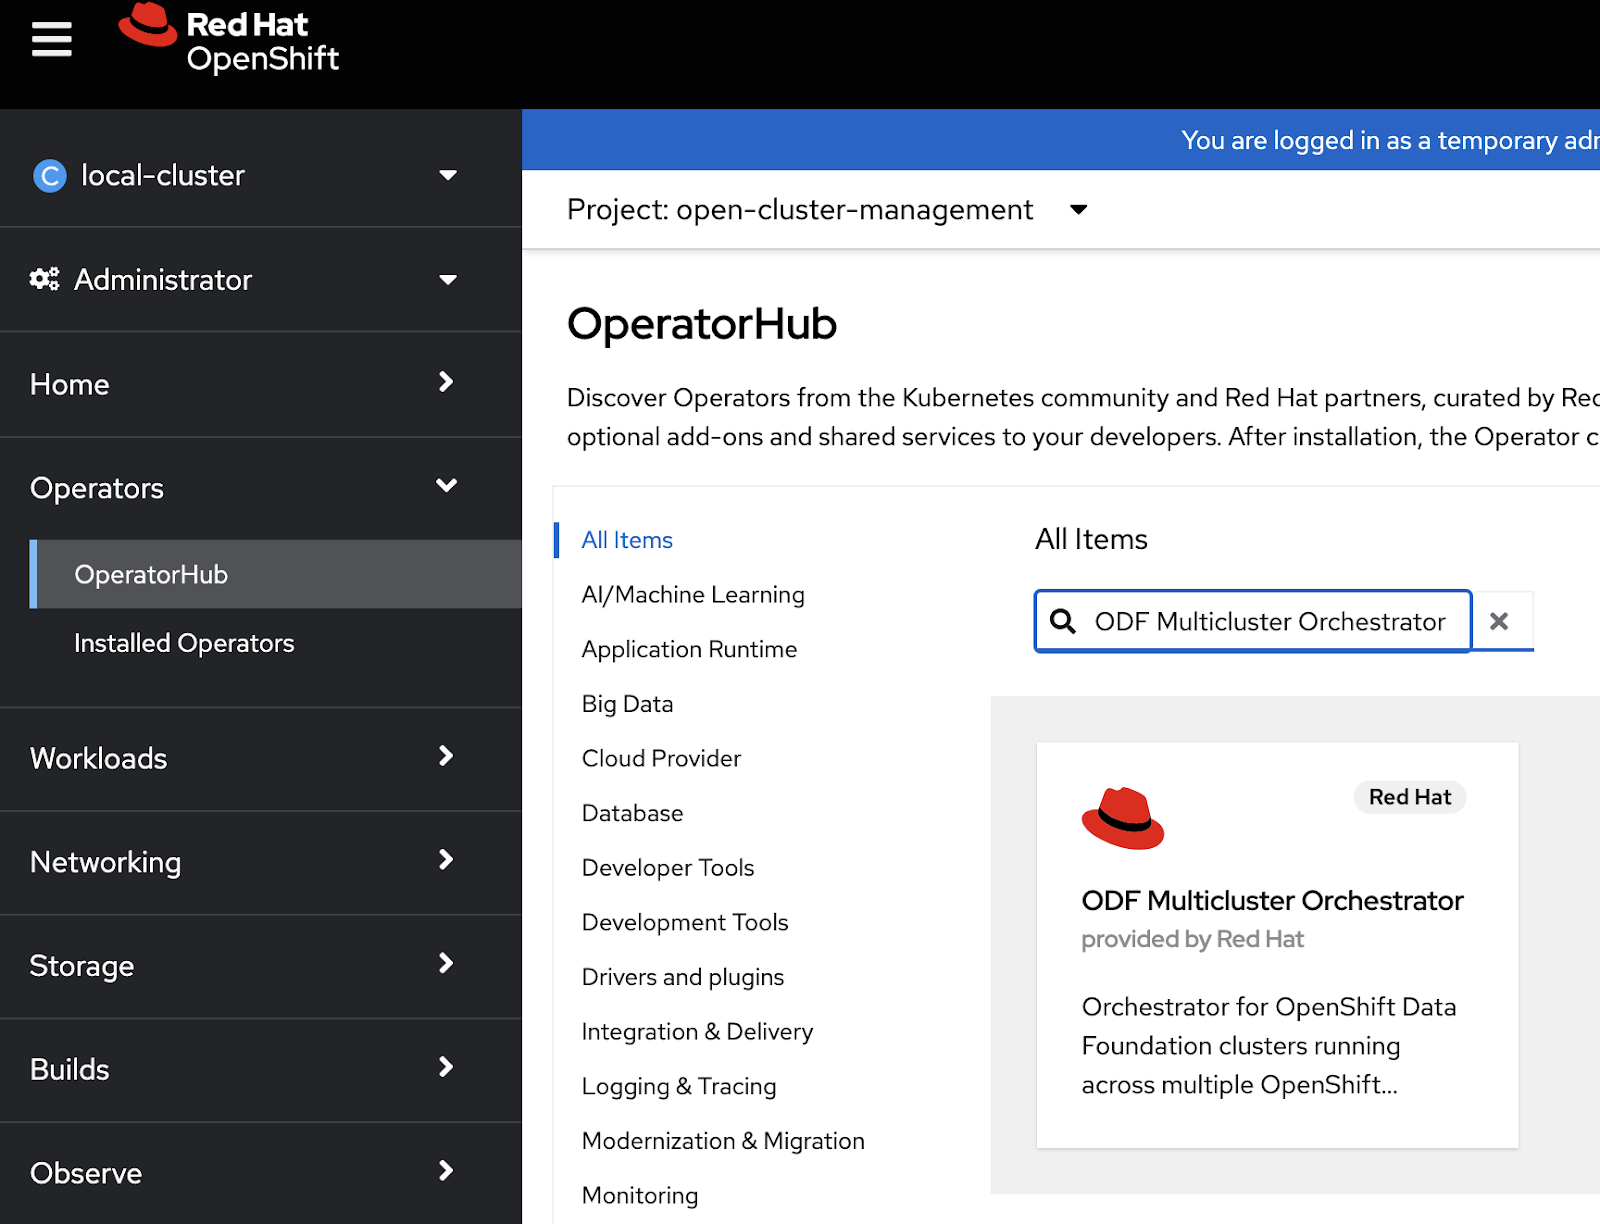 Red Hat
OpenShift
C local-cluster
You are logged in as a temporary
Administrator
Project: open-cluster-management
Home
OperatorHub
Discover Operators from the Kubernetes community and Red Hat partners, curated by
optional add-ons and shared services to your developers. After installation, the Operator
Operators
OperatorHub
Installed Operators
Workloads
Networking
Storage
Builds
Observe
All Items
AI/Machine Learning
Application Runtime
Big Data
Cloud Provider
Database
Developer Tools
Development Tools
Drivers and plugins
Integration & Delivery
Logging & Tracing
Modernization & Migration
Monitoring
All Items
ODF Multicluster Orchestrator
Red Hat
ODF Multicluster Orchestrator
provided by Red Hat
Orchestrator for OpenShift Data
Foundation clusters running
across multiple OpenShift...